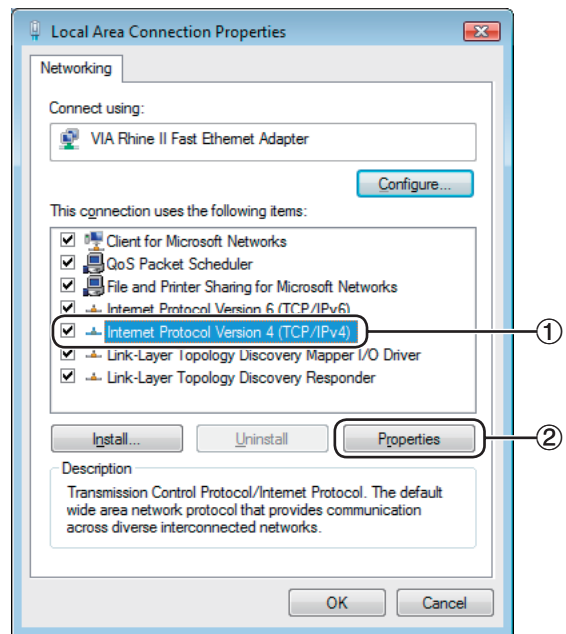 Local Area Connection Properties
Networking
Connect using:
VIA Rhine II Fast Ethernet Adapter
Configure...
This connection uses the following items:
Client for Microsoft Networks
QoS Packet Scheduler
File and Printer Sharing for Microsoft Networks
Internet Protocol Version 6 (TCP/IPv6)
Internet Protocol Version 4 (TCP/IPv4)
①
Link-Layer Topology Discovery Mapper I/O Driver
Link-Layer Topology Discovery Responder
Install...
Uninstall
Properties
②
Description
Transmission Control Protocol/Internet Protocol. The default
wide area network protocol that provides communication
across diverse interconnected networks.
OK
Cancel